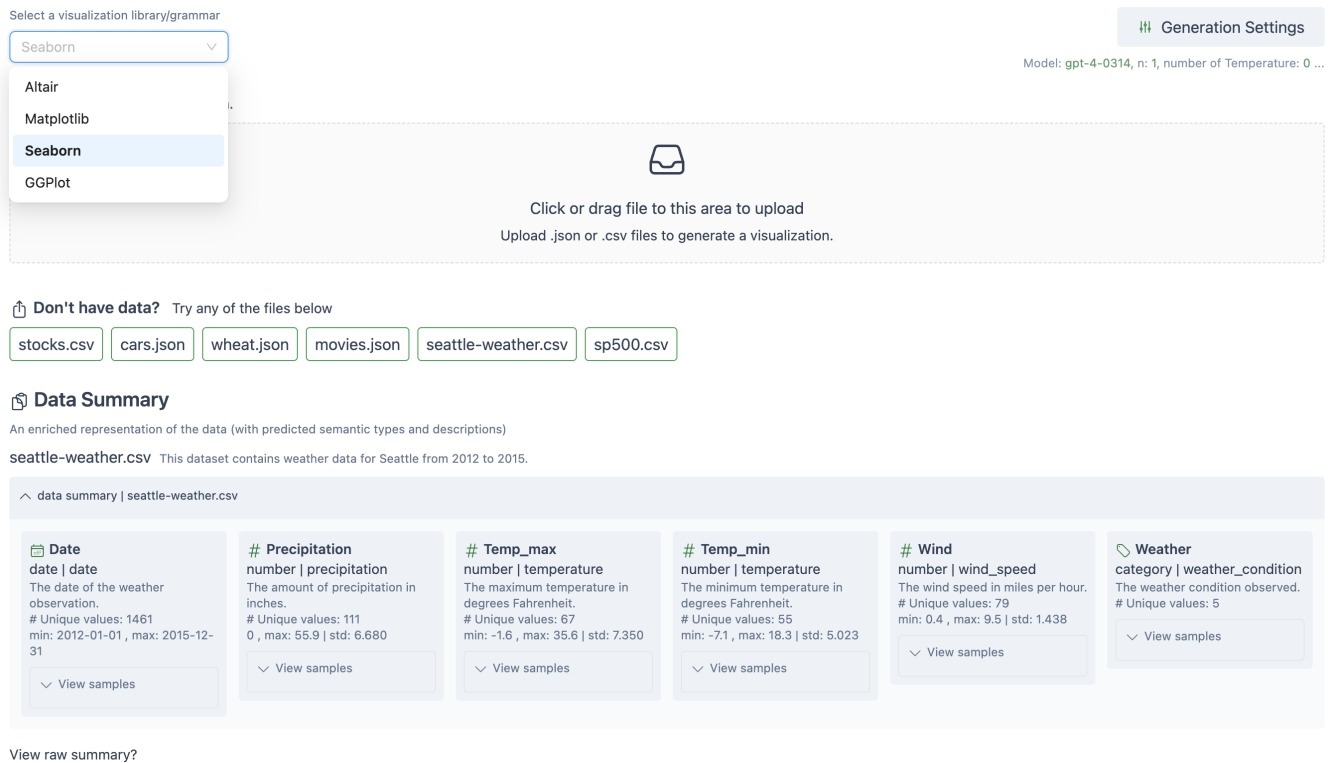 Select a visualization library/grammar
Seaborn
Generation Settings
Model: gpt-4-0314, n: 1, number of Temperature: 0 ...
Altair
Matplotlib
Seaborn
GGPlot
Click or drag file to this area to upload
Upload .json or .csv files to generate a visualization.
Don't have data? Try any of the files below
stocks.csv cars.json wheat.json movies.json seattle-weather.csv sp500.csv
Data Summary
An enriched representation of the data (with predicted semantic types and descriptions)
seattle-weather.csv This dataset contains weather data for Seattle from 2012 to 2015.
data summary | seattle-weather.csv
Date
date | date
The date of the weather
observation.
# Unique values: 1461
min: 2012-01-01 , max: 2015-12-
31
View samples
# Precipitation
number | precipitation
The amount of precipitation in
inches.
# Unique values: 111
0 , max: 55.9 | std: 6.680
View samples
# Temp_max
number | temperature
The maximum temperature in
degrees Fahrenheit.
# Unique values: 67
min: -1.6 , max: 35.6 | std: 7.350
View samples
# Temp_min
number | temperature
The minimum temperature in
degrees Fahrenheit.
# Unique values: 55
min: -7.1 , max: 18.3 | std: 5.023
View samples
# Wind
number | wind_speed
The wind speed in miles per hour.
# Unique values: 79
min: 0.4 , max: 9.5 | std: 1.438
View samples
Weather
category | weather_condition
The weather condition observed.
# Unique values: 5
View samples
View raw summary?